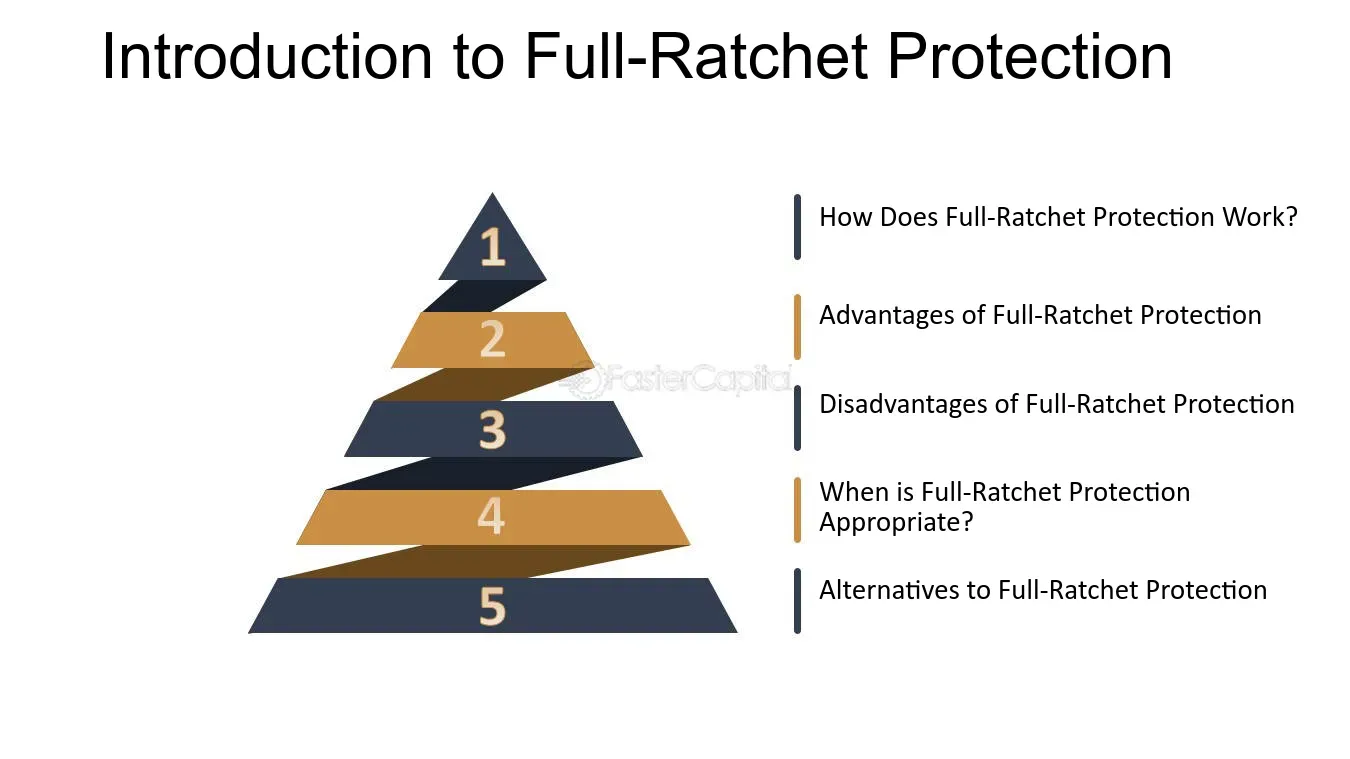 Introduction to Full-Ratchet Protection
1
How Does Full-Ratchet Protection Work?
2
Advantages of Full-Ratchet Protection
FasterCapital
3
Disadvantages of Full-Ratchet Protection
4
When is Full-Ratchet Protection
Appropriate?
5
Alternatives to Full-Ratchet Protection